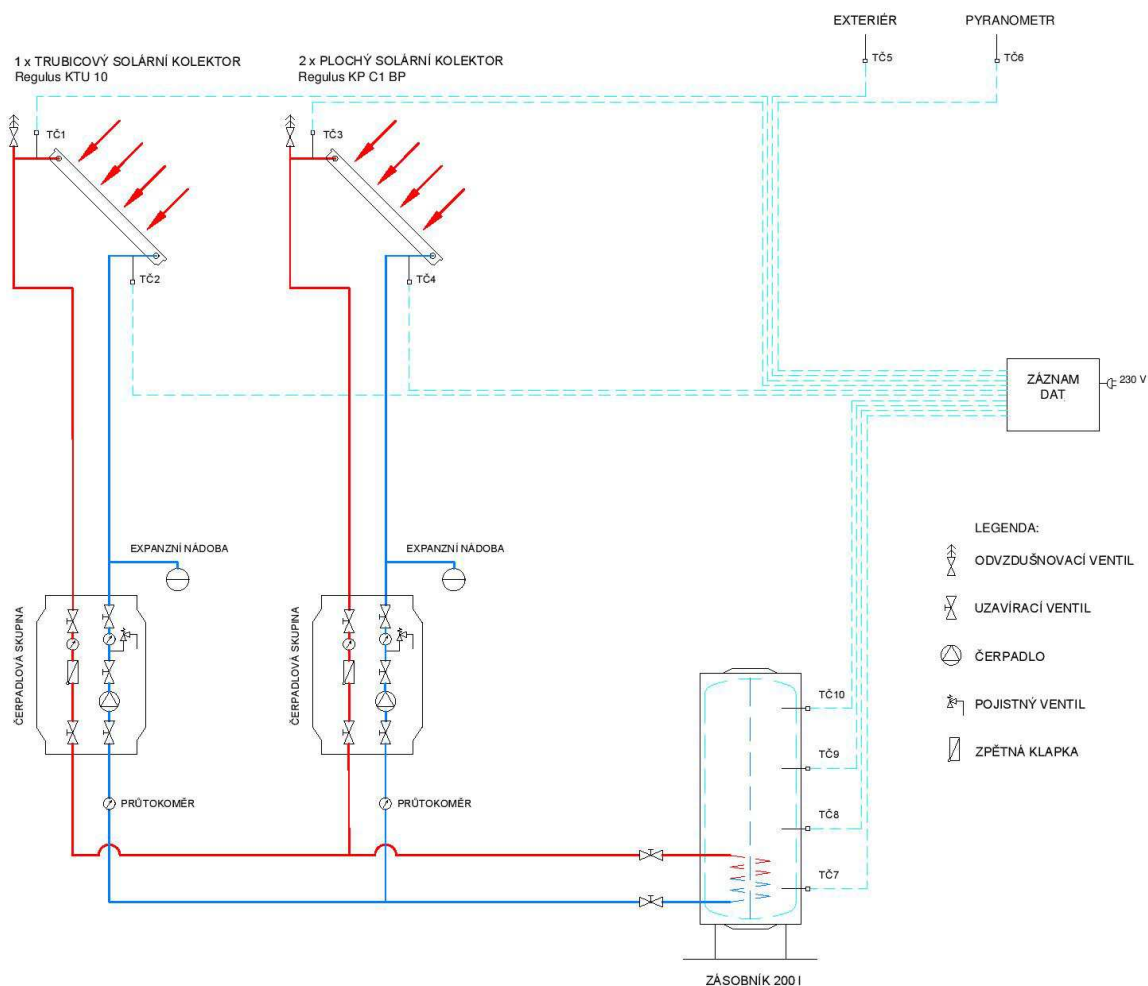 EXTERIÉR
PYRANOMETR
TČ5
TČ6
1 x TRUBICOVÝ SOLÁRNÍ KOLEKTOR
Regulus KTU 10
2 x PLOCHÝ SOLÁRNÍ KOLEKTOR
Regulus KP C1 BP
TČ1
TČ3
TČ2
TČ4
ZÁZNAM
DAT
230 V
EXPANZNÍ NÁDOBA
EXPANZNÍ NÁDOBA
ČERPADLOVÁ SKUPINA
ČERPADLOVÁ SKUPINA
PRŮTOKOMĚR
PRŮTOKOMĚR
TČ10
TČ9
TČ8
TČ7
ZÁSOBNÍK 200 l
LEGENDA:
ODVZDUŠNOVACÍ VENTIL
UZAVÍRACÍ VENTIL
ČERPADLO
POJISTNÝ VENTIL
ZPĚTNÁ KLAPKA